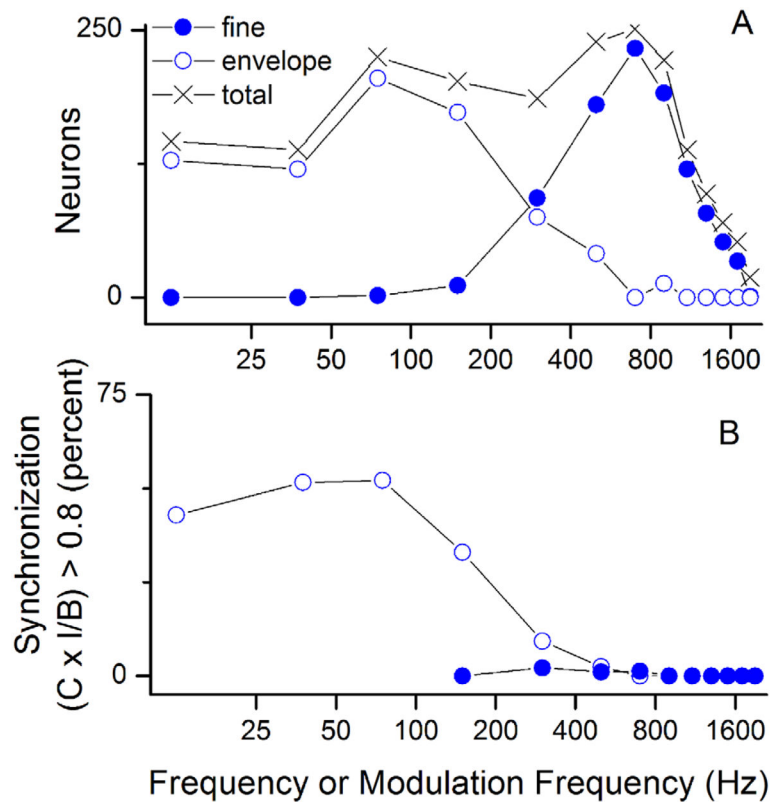 250
fine
envelope
total
A
Neurons
0
25 50 100 200 400 800 1600
75
B
Synchronization
(C x I/B) > 0.8 (percent)
0
25 50 100 200 400 800 1600
Frequency or Modulation Frequency (Hz)